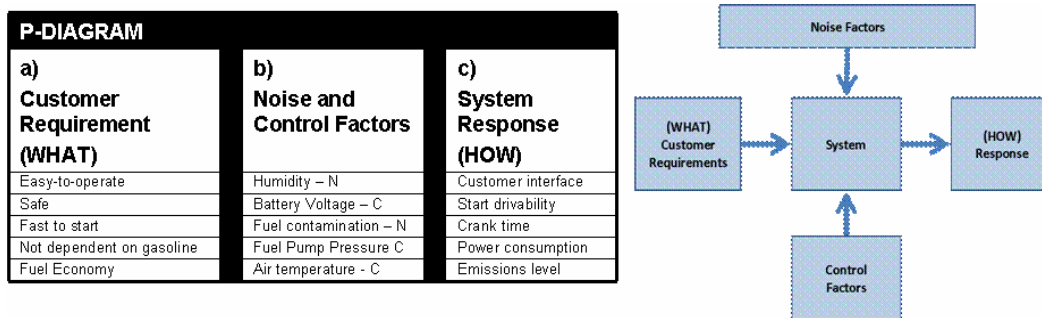 P-DIAGRAM
a)
Customer
Requirement
(WHAT)
Easy-to-operate
Safe
Fast to start
Not dependent on gasoline
Fuel Economy
b)
Noise and
Control Factors
Humidity – N
Battery Voltage – C
Fuel contamination – N
Fuel Pump Pressure C
Air temperature - C
c)
System
Response
(HOW)
Customer interface
Start drivability
Crank time
Power consumption
Emissions level
Noise Factors
(WHAT)
Customer
Requirements
System
(HOW)
Response
Control
Factors